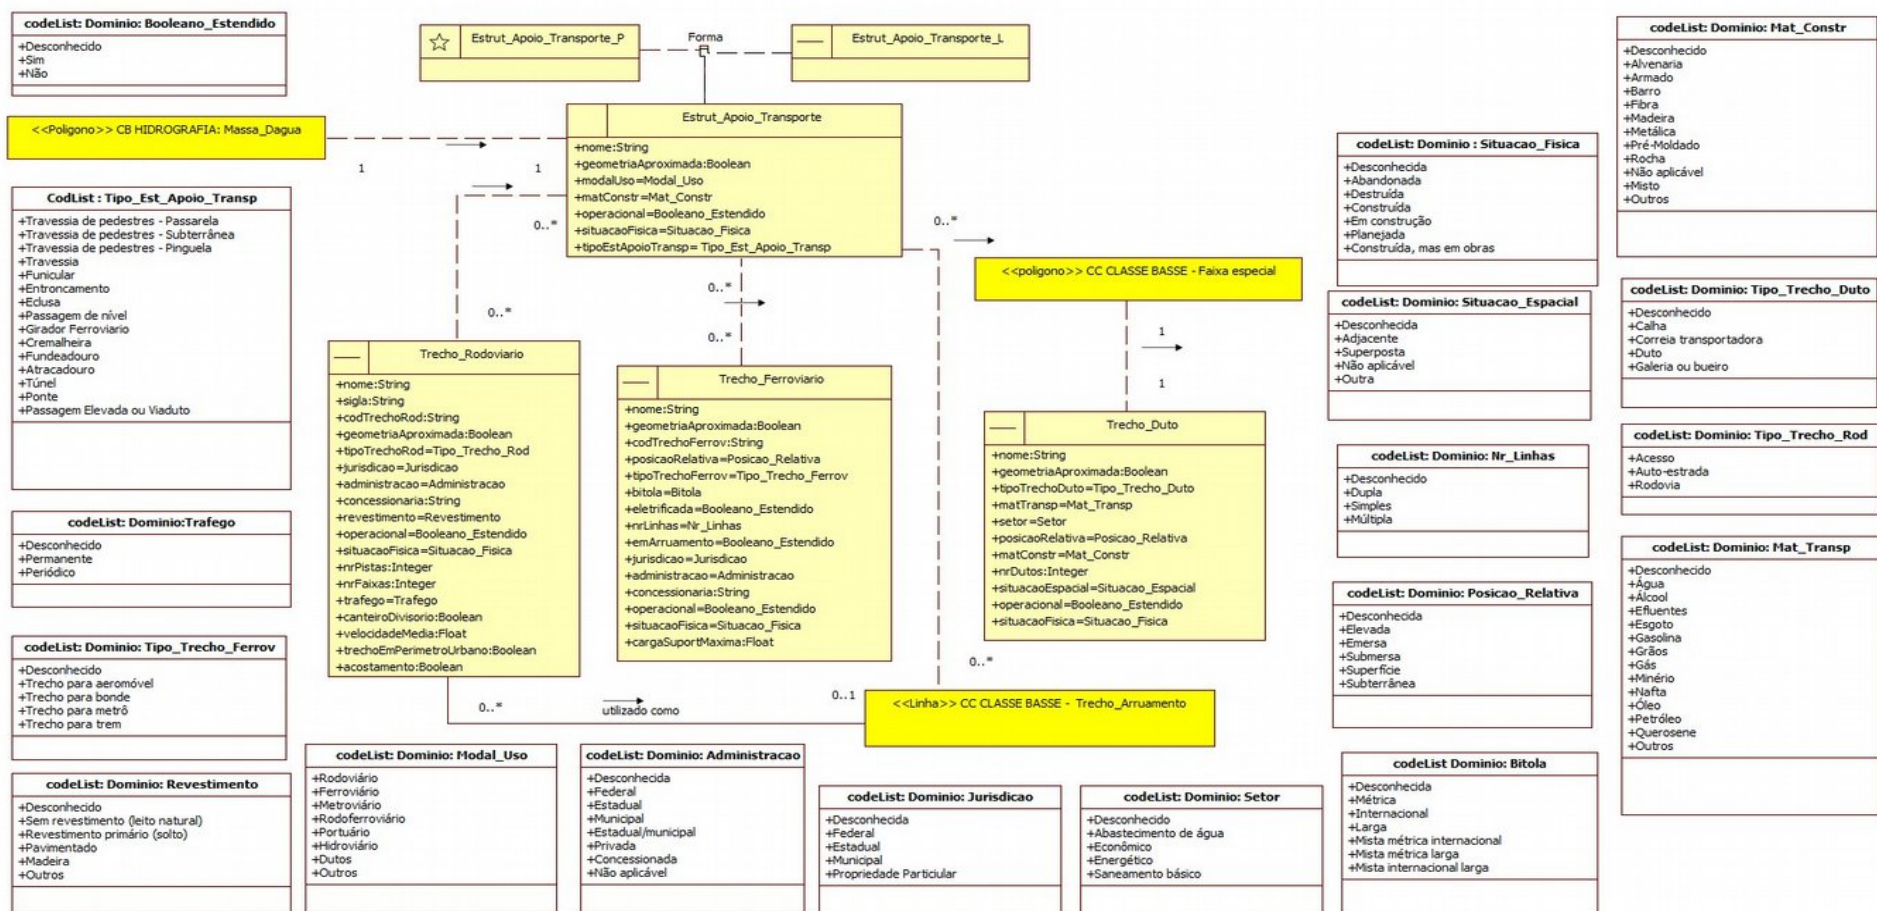 codeList: Dominio: Booleano_Estendido
+Desconhecido
+Sim
+Não
Estrut_Apoio_Transporte_P
Forma
Estrut_Apoio_Transporte_L
<<Poligono>> CB HIDROGRAFIA: Massa_Dagua
1
1
Estrut_Apoio_Transporte
+nome:String
+geometriaAproximada:Boolean
+modalUso=Modal_Uso
+matConstr=Mat_Constr
+operacional=Booleano_Estendido
+situacaoFisica=Situacao_Fisica
+tipoEstApoioTransp= Tipo_Est_Apoio_Transp
0..*
0..*
0..*
0..*
0..*
<<poligono>> CC CLASSE BASSE - Faixa especial
1
1
CodList : Tipo_Est_Apoio_Transp
+Travessia de pedestres - Passarela
+Travessia de pedestres - Subterrânea
+Travessia de pedestres - Pinguela
+Travessia
+Funicular
+Entroncamento
+Eclusa
+Passagem de nível
+Girador Ferroviario
+Cremalheira
+Fundeadouro
+Atracadouro
+Túnel
+Ponte
+Passagem Elevada ou Viaduto
codeList: Dominio:Trafego
+Desconhecido
+Permanente
+Periódico
codeList: Dominio: Tipo_Trecho_Ferrov
+Desconhecido
+Trecho para aeromóvel
+Trecho para bonde
+Trecho para metrô
+Trecho para trem
codeList: Dominio: Revestimento
+Desconhecido
+Sem revestimento (leito natural)
+Revestimento primário (solto)
+Pavimentado
+Madeira
+Outros
Trecho_Rodoviario
+nome:String
+sigla:String
+codTrechoRod:String
+geometriaAproximada:Boolean
+tipoTrechoRod=Tipo_Trecho_Rod
+jurisdicao=Jurisdicao
+administracao=Administracao
+concessionaria:String
+revestimento=Revestimento
+operacional=Booleano_Estendido
+situacaoFisica=Situacao_Fisica
+nrPistas:Integer
+nrFaixas:Integer
+trafego=Trafego
+canteiroDivisorio:Boolean
+velocidadeMedia:Float
+trechoEmPerimetroUrbano:Boolean
+acostamento:Boolean
Trecho_Ferroviario
+nome:String
+geometriaAproximada:Boolean
+codTrechoFerrov:String
+posicaoRelativa=Posicao_Relativa
+tipoTrechoFerrov=Tipo_Trecho_Ferrov
+bitola=Bitola
+eletrificada=Booleano_Estendido
+nrLinhas=Nr_Linhas
+emArruamento=Booleano_Estendido
+jurisdicao=Jurisdicao
+administracao=Administracao
+concessionaria:String
+operacional=Booleano_Estendido
+situacaoFisica=Situacao_Fisica
+cargaSuportMaxima:Float
Trecho_Duto
+nome:String
+geometriaAproximada:Boolean
+tipoTrechoDuto=Tipo_Trecho_Duto
+matTransp=Mat_Transp
+setor=Setor
+posicaoRelativa=Posicao_Relativa
+matConstr=Mat_Constr
+nrDutos:Integer
+situacaoEspacial=Situacao_Espacial
+operacional=Booleano_Estendido
+situacaoFisica=Situacao_Fisica
0..*
0..*
utilizado como
0..1
<<Linha>> CC CLASSE BASSE - Trecho_Arruamento
codeList: Dominio: Modal_Uso
+Rodoviário
+Ferroviário
+Metroviário
+Rodoferroviário
+Portuário
+Hidroviário
+Dutos
+Outros
codeList: Dominio: Administracao
+Desconhecida
+Federal
+Estadual
+Municipal
+Estadual/municipal
+Privada
+Concessionada
+Não aplicável
codeList: Dominio: Jurisdicao
+Desconhecida
+Federal
+Estadual
+Municipal
+Propriedade Particiular
codeList: Dominio: Setor
+Desconhecido
+Abastecimento de água
+Econômico
+Energético
+Saneamento básico
codeList: Dominio : Situacao_Fisica
+Desconhecida
+Abandonada
+Destruída
+Construída
+Em construção
+Planejada
+Construída, mas em obras
codeList: Dominio: Situacao_Espacial
+Desconhecida
+Adjacente
+Superposta
+Não aplicável
+Outra
codeList: Dominio: Nr_Linhas
+Desconhecido
+Dupla
+Simples
+Múltipla
codeList: Dominio: Posicao_Relativa
+Desconhecida
+Elevada
+Emersa
+Submersa
+Superfície
+Subterrânea
codeList Dominio: Bitola
+Desconhecida
+Métrica
+Internacional
+Larga
+Mista métrica internacional
+Mista métrica larga
+Mista internacional larga
codeList: Dominio: Mat_Constr
+Desconhecido
+Alvenaria
+Armado
+Barro
+Fibra
+Madeira
+Metálica
+Pré-Moldado
+Rocha
+Não aplicável
+Misto
+Outros
codeList: Dominio: Tipo_Trecho_Duto
+Desconhecido
+Calha
+Correia transportadora
+Duto
+Galeria ou bueiro
codeList: Dominio: Tipo_Trecho_Rod
+Acesso
+Auto-estrada
+Rodovia
codeList: Dominio: Mat_Transp
+Desconhecido
+Água
+Álcool
+Efluentes
+Esgoto
+Gasolina
+Grãos
+Gás
+Minério
+Nafta
+Óleo
+Petróleo
+Querosene
+Outros